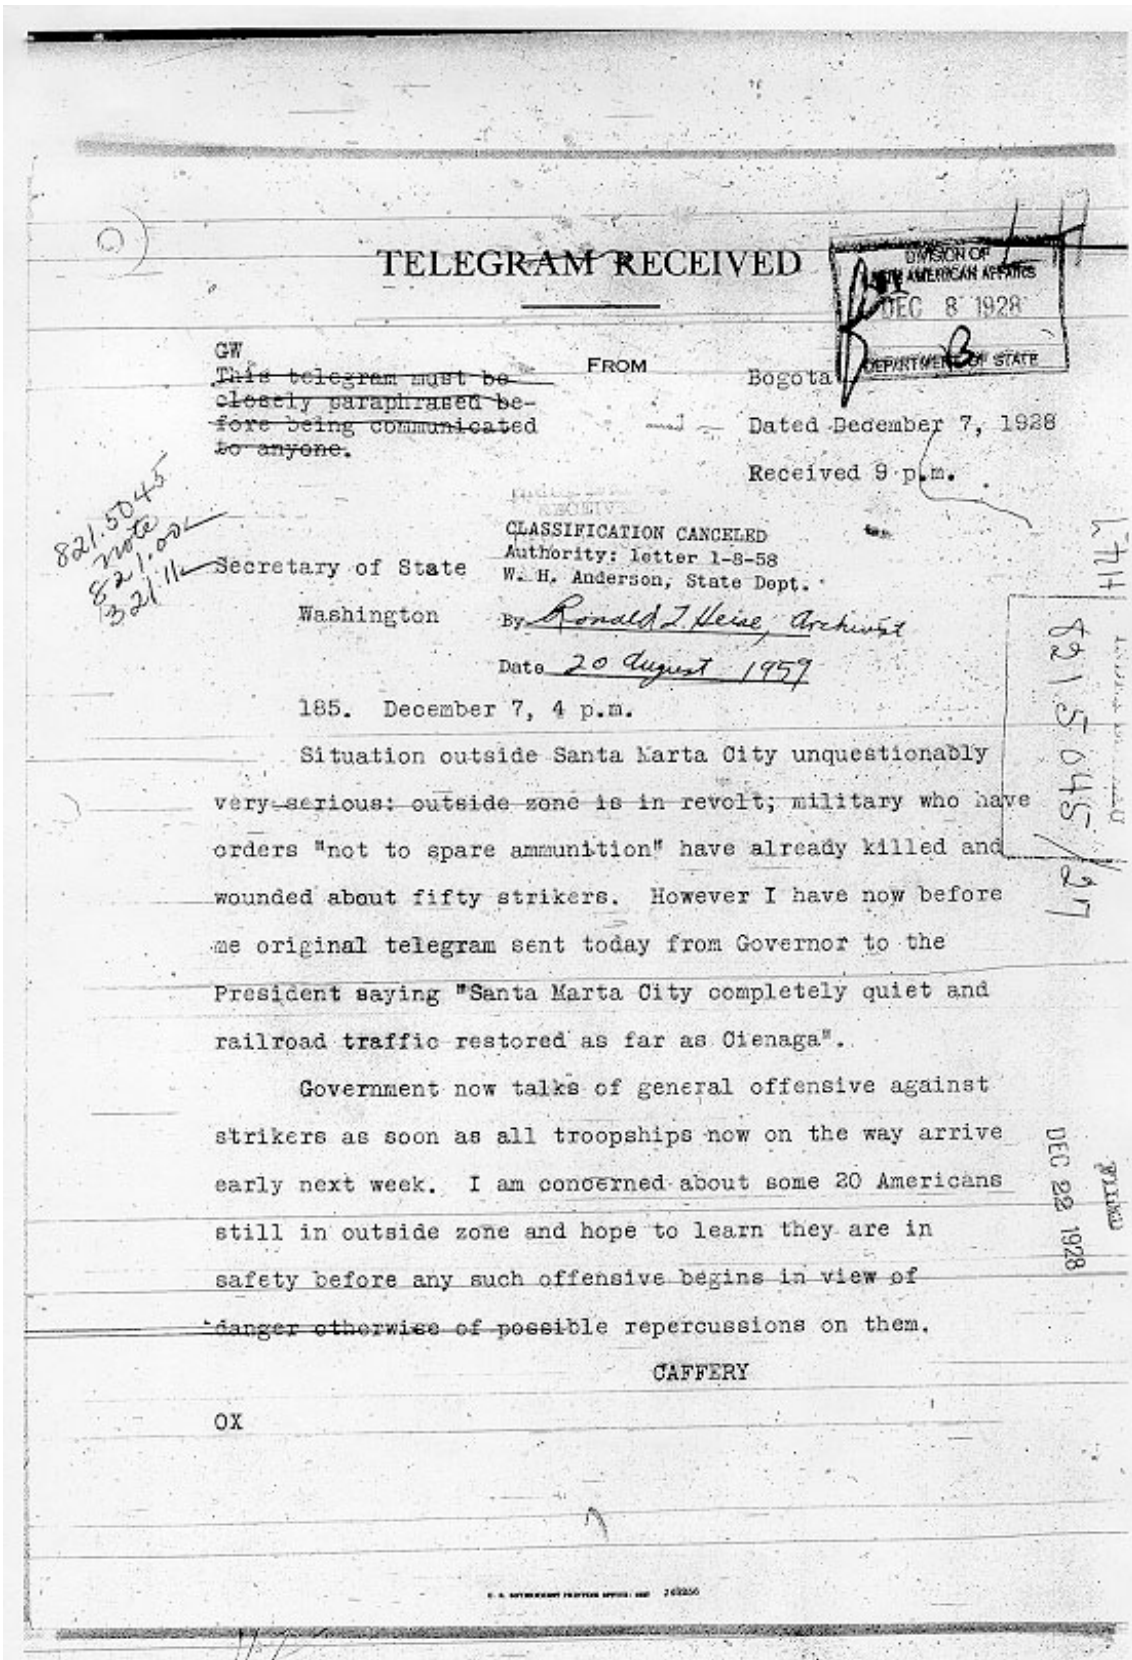 TELEGRAM RECEIVED
DIVISION OF
AMERICAN AFFAIRS
DEC 8 1928
DEPARTMENT OF STATE
GW
This telegram must be
closely paraphrased be-
fore being communicated
to anyone.
FROM
Bogota
Dated December 7, 1928
Received 9 p.m.
821.5045
note
821.00
321.11
Secretary of State
Washington
CLASSIFICATION CANCELED
Authority: letter 1-8-58
W. H. Anderson, State Dept.
By Ronald T Heise, Archivist
Date 20 August 1959
185. December 7, 4 p.m.
Situation outside Santa Marta City unquestionably
very serious: outside zone is in revolt; military who have
orders "not to spare ammunition" have already killed and
wounded about fifty strikers. However I have now before
me original telegram sent today from Governor to the
President saying "Santa Marta City completely quiet and
railroad traffic restored as far as Cienaga".
Government now talks of general offensive against
strikers as soon as all troopships now on the way arrive
early next week. I am concerned about some 20 Americans
still in outside zone and hope to learn they are in
safety before any such offensive begins in view of
danger otherwise of possible repercussions on them.
CAFFERY
OX
821.5045/27
DEC 22 1928